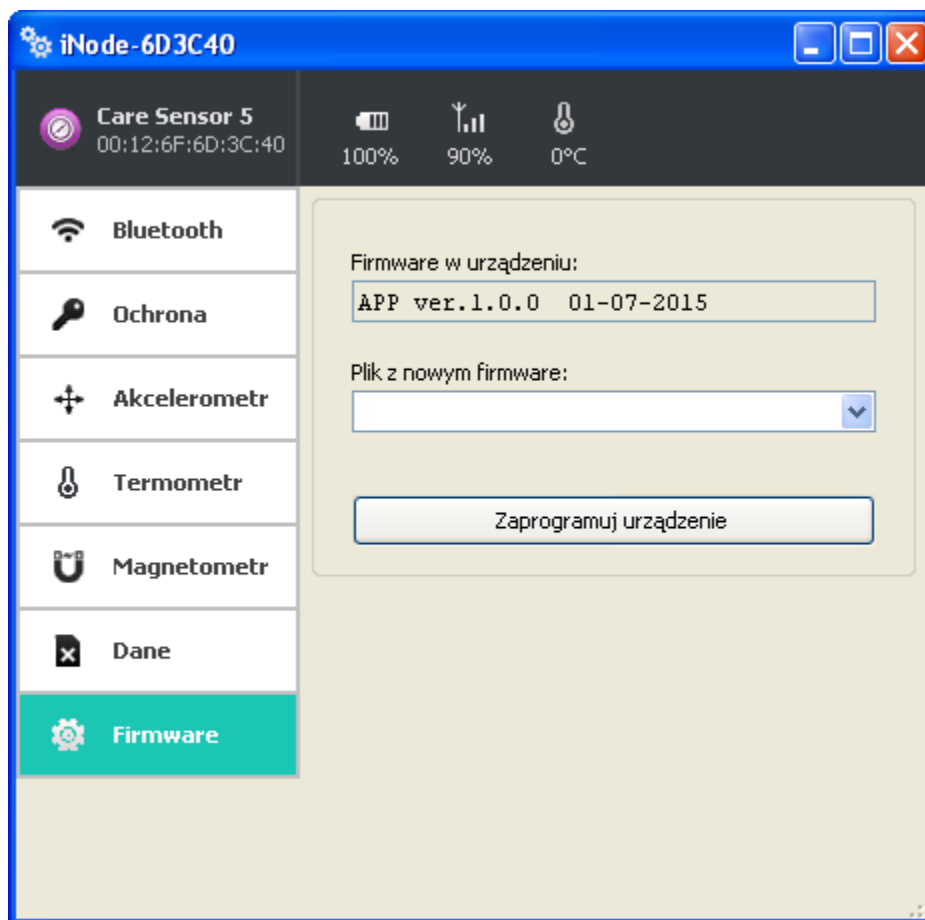 iNode-6D3C40
Care Sensor 5
00:12:6F:6D:3C:40
100%
90%
0°C
Bluetooth
Ochrona
Akcelerometr
Termometr
Magnetometr
Dane
Firmware
Firmware w urządzeniu:
APP ver.1.0.0 01-07-2015
Plik z nowym firmware:
Zaprogramuj urządzenie